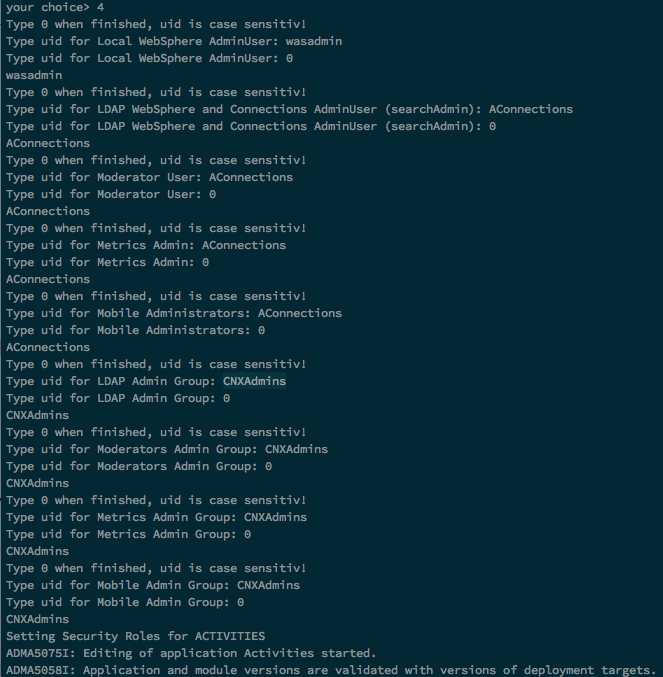 your choice> 4
Type 0 when finished, uid is case sensitiv!
Type uid for Local WebSphere AdminUser: wasadmin
Type uid for Local WebSphere AdminUser: 0
wasadmin
Type 0 when finished, uid is case sensitiv!
Type uid for LDAP WebSphere and Connections AdminUser (searchAdmin): AConnections
Type uid for LDAP WebSphere and Connections AdminUser (searchAdmin): 0
AConnections
Type 0 when finished, uid is case sensitiv!
Type uid for Moderator User: AConnections
Type uid for Moderator User: 0
AConnections
Type 0 when finished, uid is case sensitiv!
Type uid for Metrics Admin: AConnections
Type uid for Metrics Admin: 0
AConnections
Type 0 when finished, uid is case sensitiv!
Type uid for Mobile Administrators: AConnections
Type uid for Mobile Administrators: 0
AConnections
Type 0 when finished, uid is case sensitiv!
Type uid for LDAP Admin Group: CNXAdmins
Type uid for LDAP Admin Group: 0
CNXAdmins
Type 0 when finished, uid is case sensitiv!
Type uid for Moderators Admin Group: CNXAdmins
Type uid for Moderators Admin Group: 0
CNXAdmins
Type 0 when finished, uid is case sensitiv!
Type uid for Metrics Admin Group: CNXAdmins
Type uid for Metrics Admin Group: 0
CNXAdmins
Type 0 when finished, uid is case sensitiv!
Type uid for Mobile Admin Group: CNXAdmins
Type uid for Mobile Admin Group: 0
CNXAdmins
Setting Security Roles for ACTIVITIES
ADMA5075I: Editing of application Activities started.
ADMA5058I: Application and module versions are validated with versions of deployment targets.